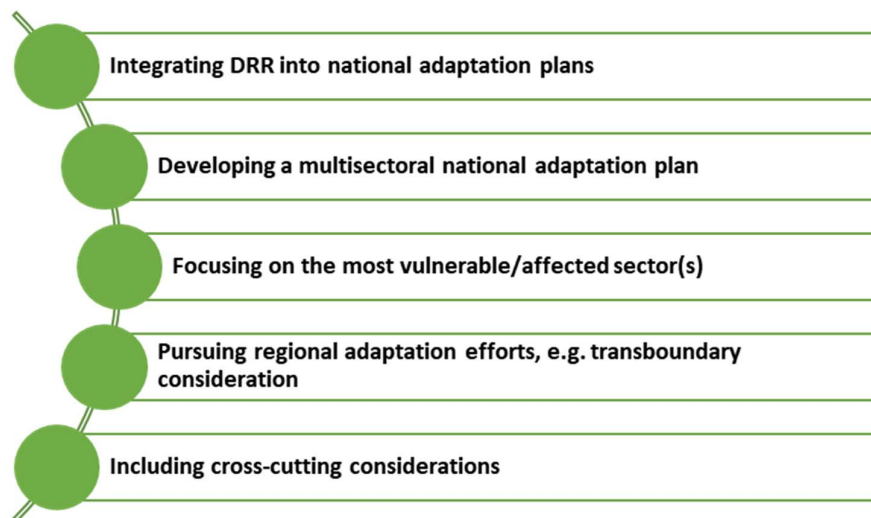 Integrating DRR into national adaptation plans
Developing a multisectoral national adaptation plan
Focusing on the most vulnerable/affected sector(s)
Pursuing regional adaptation efforts, e.g. transboundary
consideration
Including cross-cutting considerations